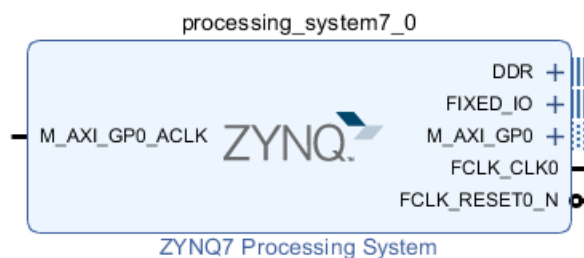 processing_system7_0
DDR
FIXED_IO
M_AXI_GP0_ACLK
ZYNQ
M_AXI_GP0
FCLK_CLK0
FCLK_RESET0_N
ZYNQ7 Processing System